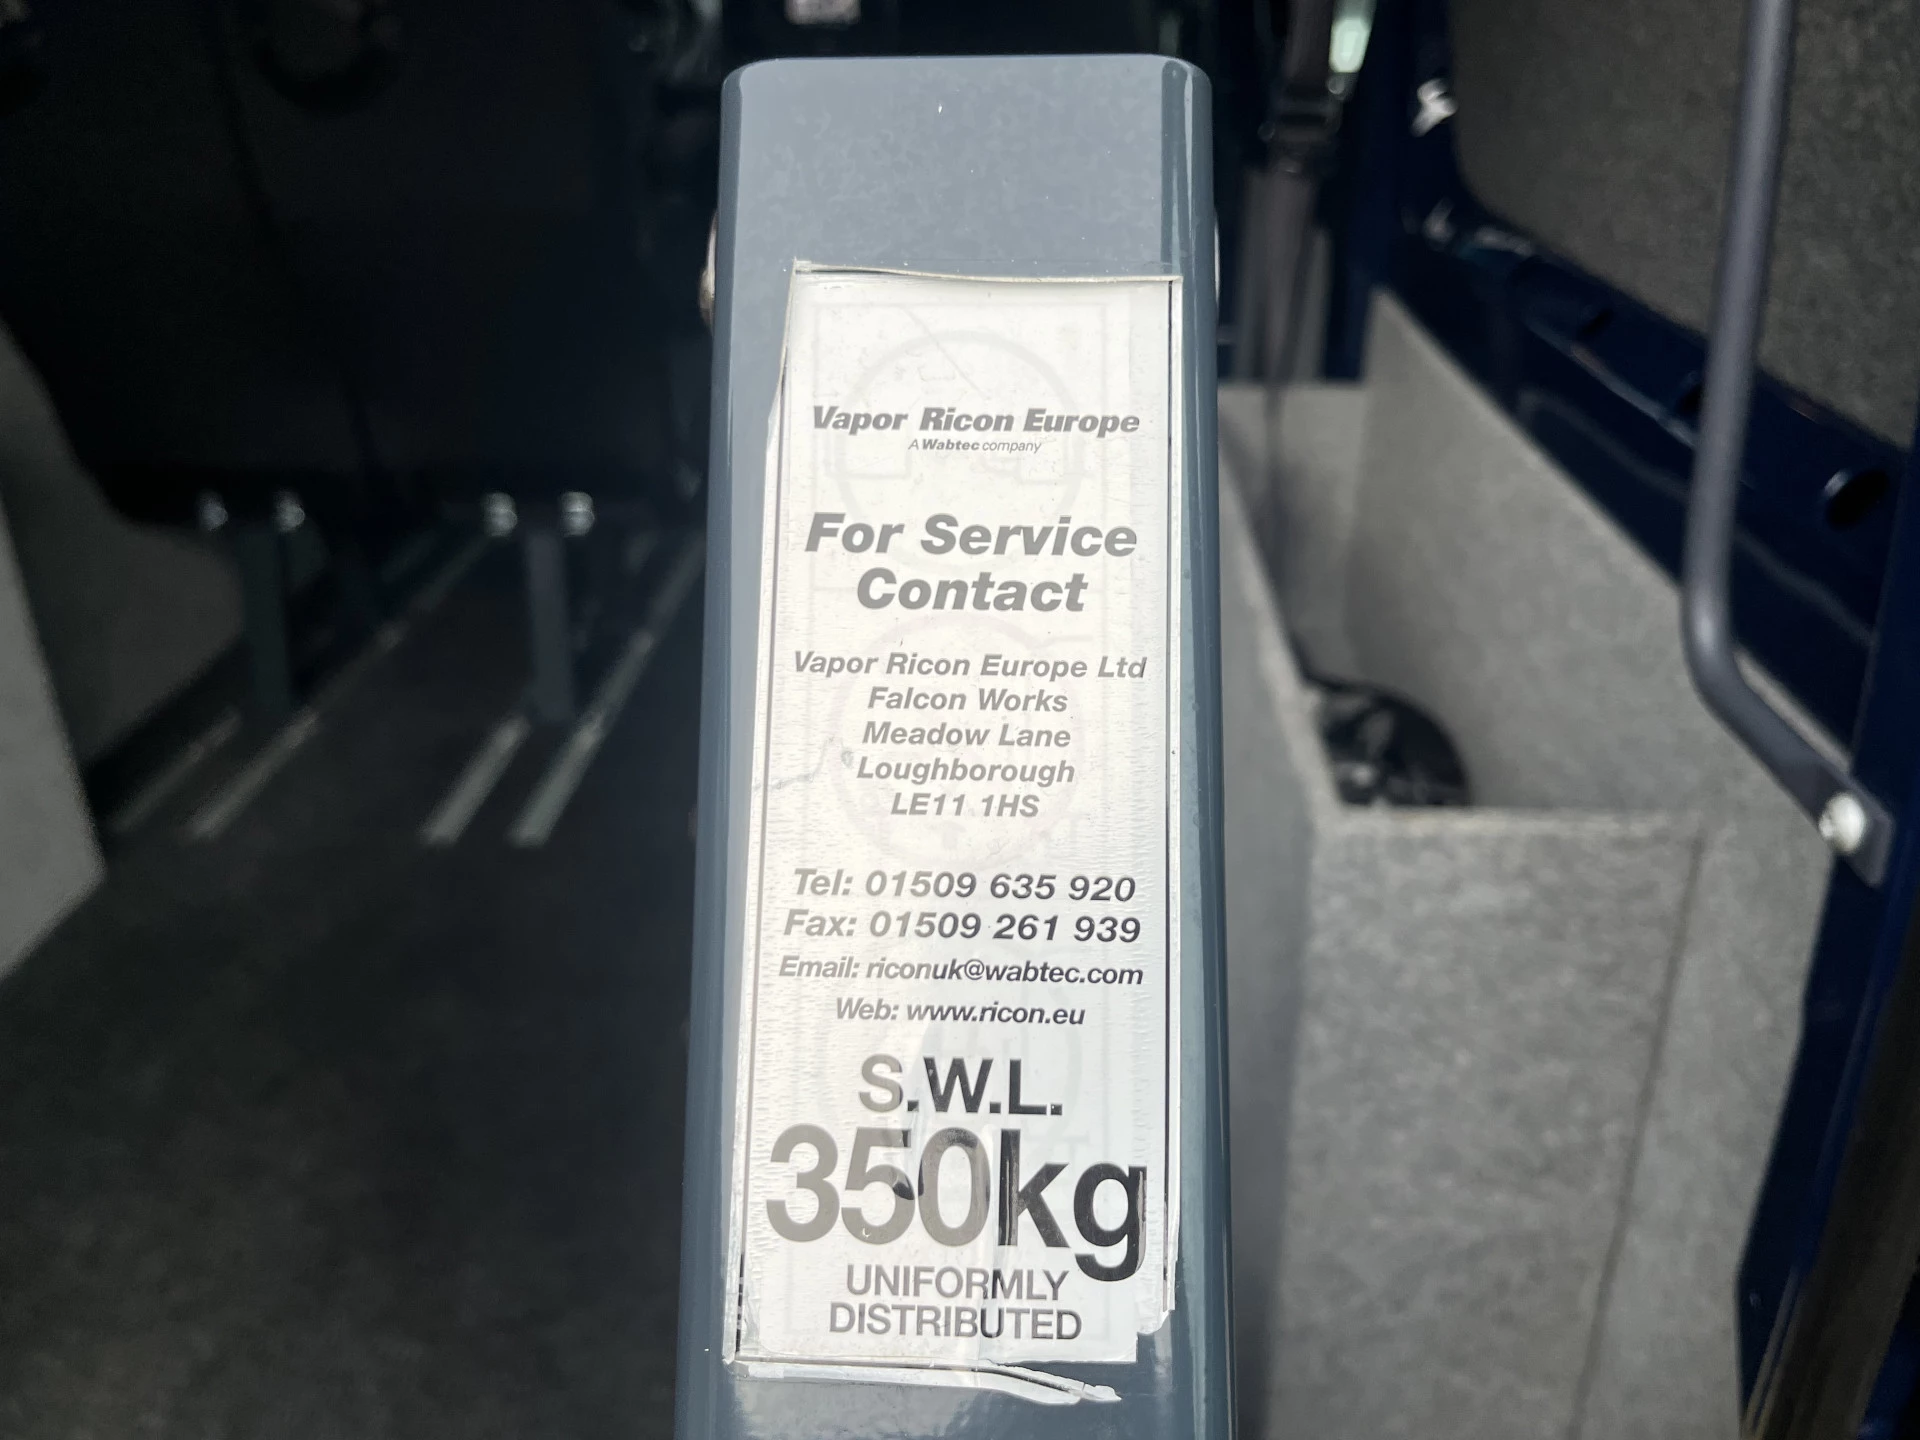 Vapor Ricon Europe
A Wabtec company
For Service
Contact
Vapor Ricon Europe Ltd
Falcon Works
Meadow Lane
Loughborough
LE11 1HS
Tel: 01509 635 920
Fax: 01509 261 939
Email: riconuk@wabtec.com
Web: www.ricon.eu
S.W.L.
350kg
UNIFORMLY
DISTRIBUTED